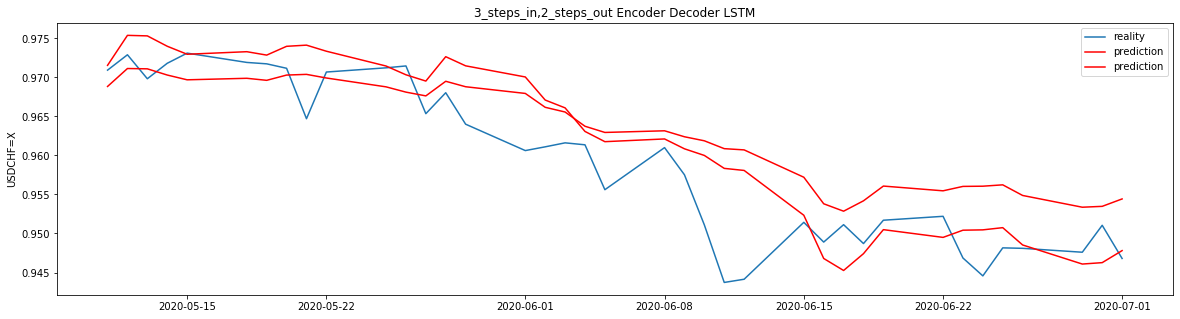 3_steps_in,2_steps_out Encoder Decoder LSTM
reality
prediction
prediction
USDCHF=X
0.975
0.970
0.965
0.960
0.955
0.950
0.945
2020-05-15
2020-05-22
2020-06-01
2020-06-08
2020-06-15
2020-06-22
2020-07-01